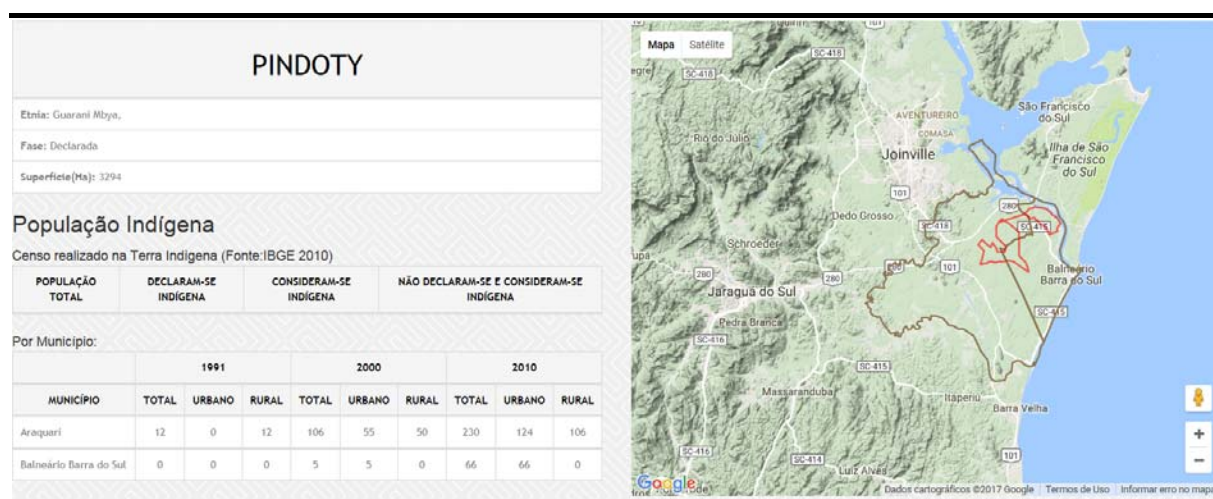 PINDOTY
Etnia: Guarani Mbya,
Fase: Declarada
Superfície(Ha): 3294
População Indígena
Censo realizado na Terra Indígena (Fonte:IBGE 2010)
POPULAÇÃO TOTAL DECLARAM-SE INDÍGENA CONSIDERAM-SE INDÍGENA NÃO DECLARAM-SE E CONSIDERAM-SE INDÍGENA
Por Município:
1991 2000 2010
MUNICÍPIO TOTAL URBANO RURAL TOTAL URBANO RURAL TOTAL URBANO RURAL
Araquari 12 0 12 106 55 50 230 124 106
Balneário Barra do Sul 0 0 0 5 5 0 66 66 0
Mapa Satélite
101
SC-418
SC-418
São Francisco
do Sul
AVENTUREIRO
COMASA
Rio do Júlio
Joinville
Ilha de São
Francisco
do Sul
101
280
Dedo Grosso
SC-418
SC-415
Schroeder
280
280
101
Balneário
Barra do Sul
Jaraguá do Sul
SC-415
Pedra Branca
SC-416
SC-415
Massaranduba
Itaperiu
Barra Velha
SC-416
SC-414
101
Luiz Alves
Google
Dados cartográficos ©2017 Google Termos de Uso Informar erro no mapa